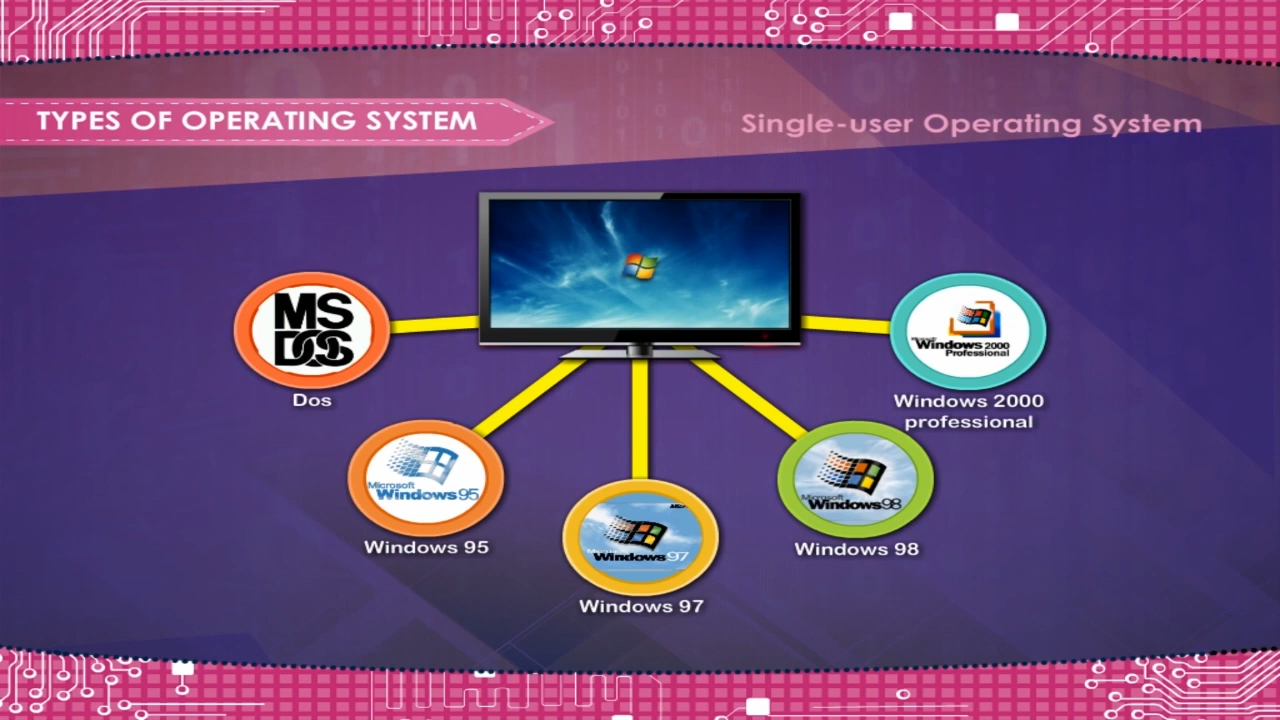 TYPES OF OPERATING SYSTEM
Single-user Operating System
MS
DOS
Dos
Microsoft
Windows 95
Windows 95
Windows 97
Windows 97
Microsoft
Windows 98
Windows 98
Microsoft
Windows 2000
Professional
Windows 2000
professional